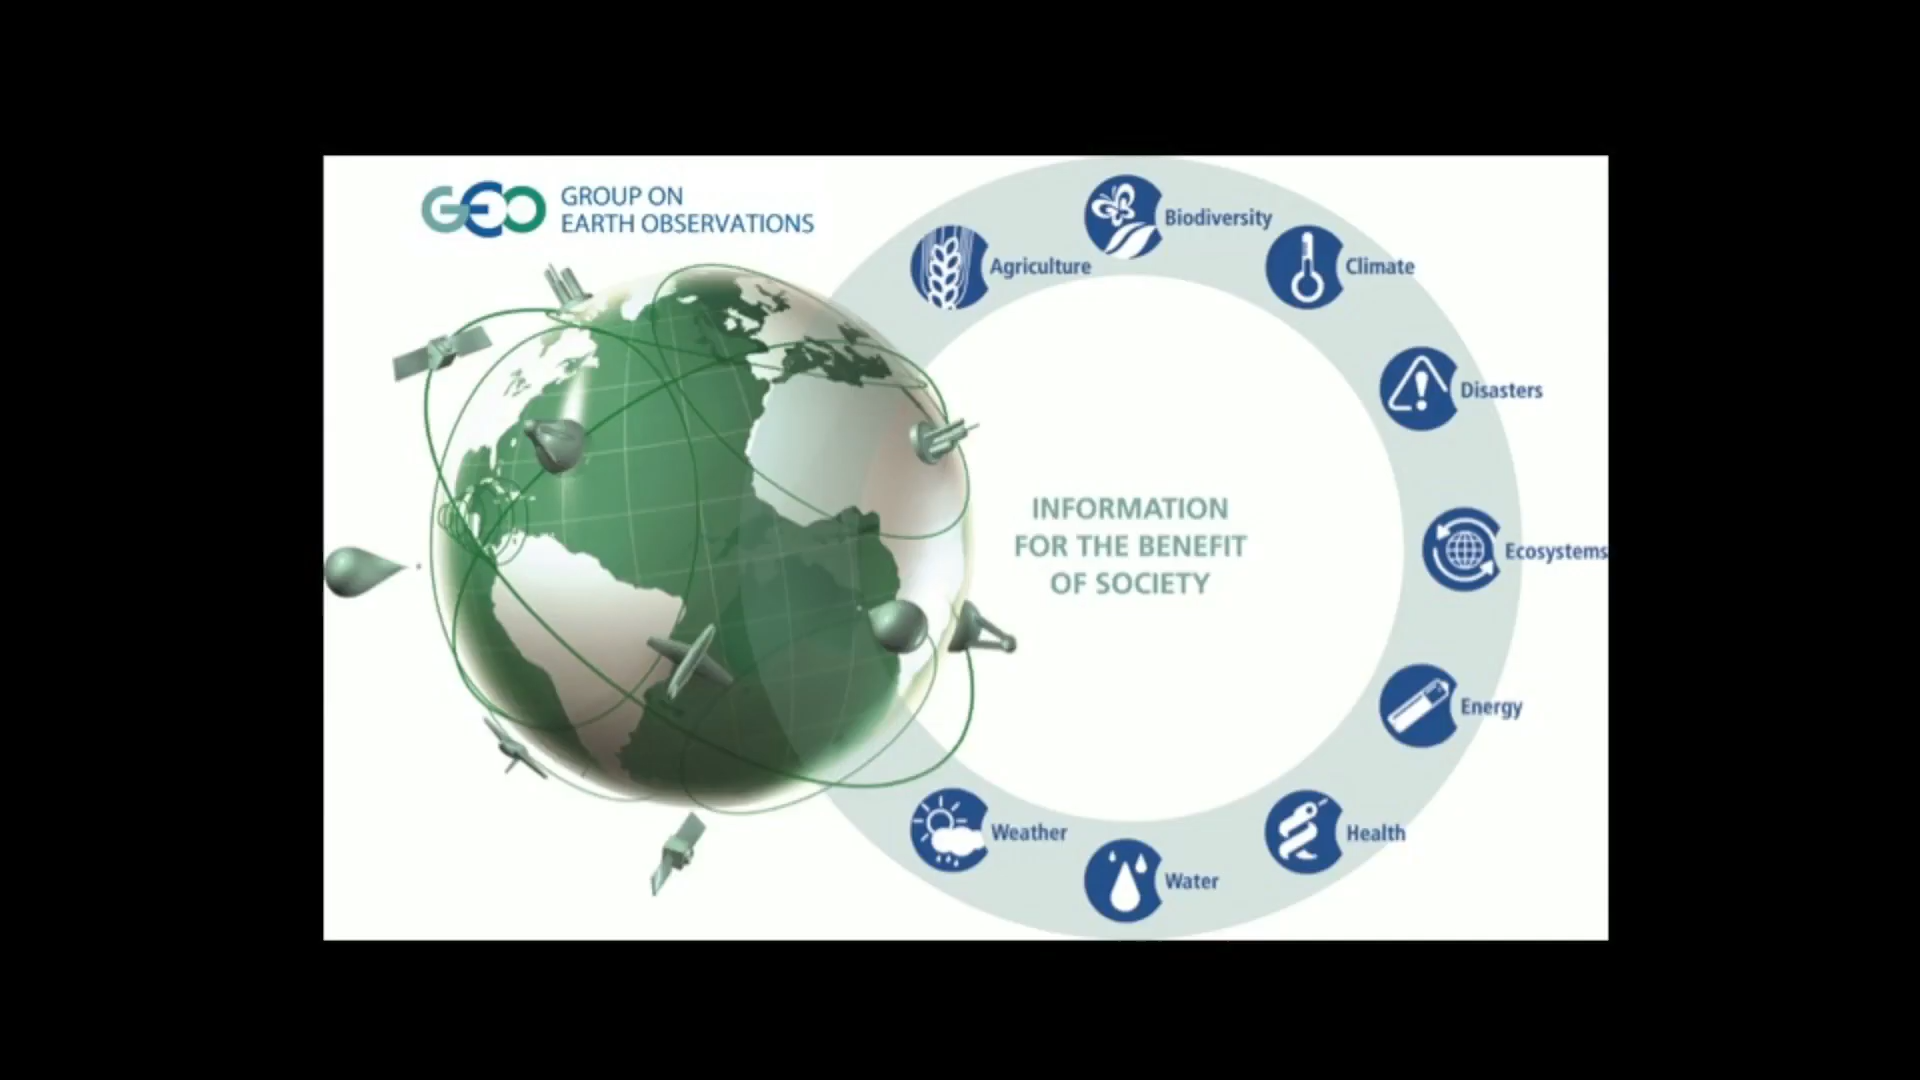 GEO
GROUP ON
EARTH OBSERVATIONS
Biodiversity
Agriculture
Climate
Disasters
INFORMATION
FOR THE BENEFIT
OF SOCIETY
Ecosystems
Energy
Weather
Health
Water